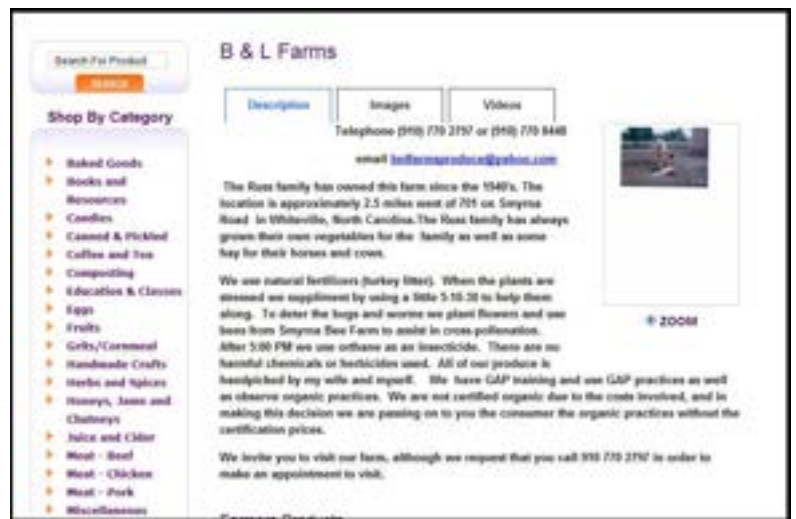 B & L Farms
Search For Product
SEARCH
Shop By Category
Baked Goods
Books and
Resources
Candies
Canned & Pickled
Coffee and Tea
Composting
Education & Classes
Eggs
Fruits
Grits/Cornmeal
Handmade Crafts
Herbs and Spices
Honeys, Jams and
Chutneys
Juice and Cider
Meat - Beef
Meat - Chicken
Meat - Pork
Miscellaneous
Description
Images
Videos
Telephone (910) 770 2797 or (910) 770 8448
email
The Russ family has owned this farm since the 1940's. The
location is approximately 2.5 miles west of 701 on Smyrna
Road in Whiteville, North Carolina.The Russ family has always
grown their own vegetables for the family as well as some
hay for their horses and cows.
We use natural fertilizers (turkey litter). When the plants are
stressed we suppliment by using a little 5-10-30 to help them
along. To deter the bugs and worms we plant flowers and use
bees from Smyrna Bee Farm to assist in cross-pollenation.
After 5:00 PM we use orthane as an insecticide. There are no
harmful chemicals or herbicides used. All of our produce is
handpicked by my wife and myself. We have GAP training and use GAP practices as well
as observe organic practices. We are not certified organic due to the costs involved, and in
making this decision we are passing on to you the consumer the organic practices without the
certification prices.
We invite you to visit our farm, although we request that you call 910 770 2797 in order to
make an appointment to visit.
ZOOM